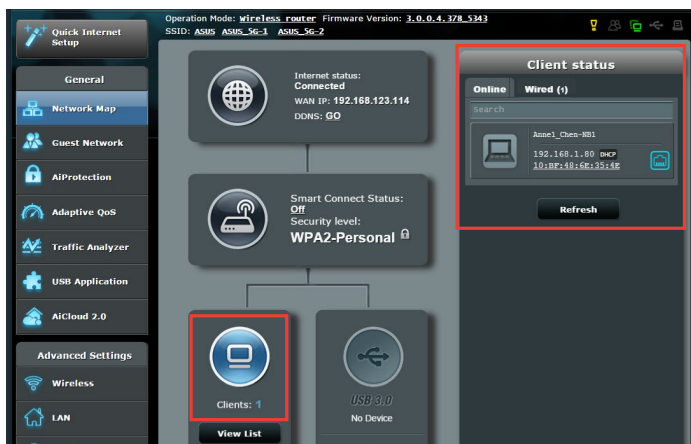 Quick Internet
Setup
Operation Mode: Wireless router Firmware Version: 3.0.0.4.378_5343
SSID: ASUS ASUS_5G-1 ASUS_5G-2
General
Network Map
Guest Network
AiProtection
Adaptive QoS
Traffic Analyzer
USB Application
AiCloud 2.0
Advanced Settings
Wireless
LAN
Internet status:
Connected
WAN IP: 192.168.123.114
DDNS: GO
Smart Connect Status:
Off
Security level:
WPA2-Personal
Clients: 1
View List
USB 3.0
No Device
Client status
Online Wired (1)
Search
Annel_Chen-NB1
192.168.1.80 DHCP
10:BF:48:6E:35:4E
Refresh